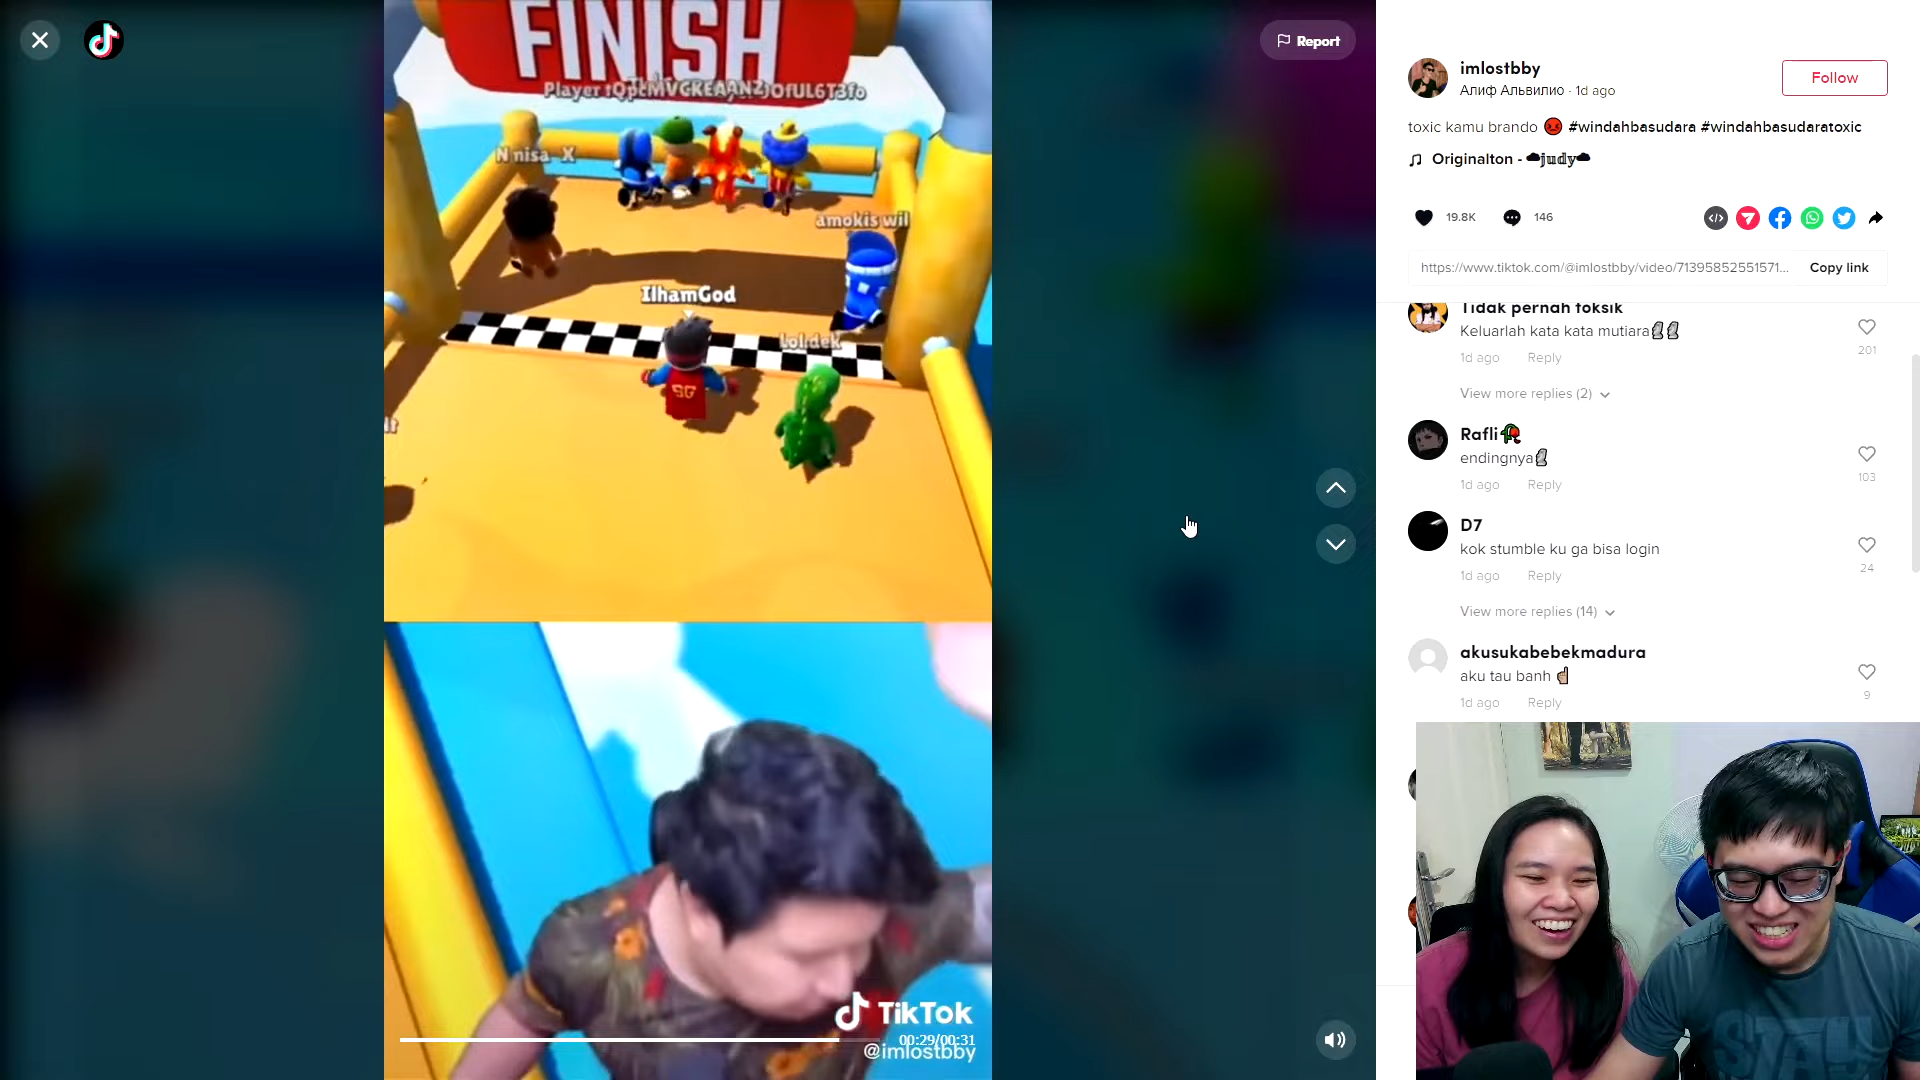 FINISH
N nisa_X
amokis wil
IlhamGod
Loli dek
SG
TikTok
@imlostbby
00:29/00:31
Report
imlostbby
Алиф Альвилио · 1d ago
Follow
toxic kamu brando 😡 #windahbasudara #windahbasudaratoxic
♫ Originalton - ☁judy☁
19.8K
146
https://www.tiktok.com/@imlostbby/video/71395852551571...
Copy link
Tidak pernah toksik
Keluarlah kata kata mutiara🗿🗿
201
1d ago Reply
View more replies (2)
Rafli🥀
endingnya🗿
103
1d ago Reply
D7
kok stumble ku ga bisa login
24
1d ago Reply
View more replies (14)
akusukabebekmadura
aku tau banh ☝🏼
9
1d ago Reply